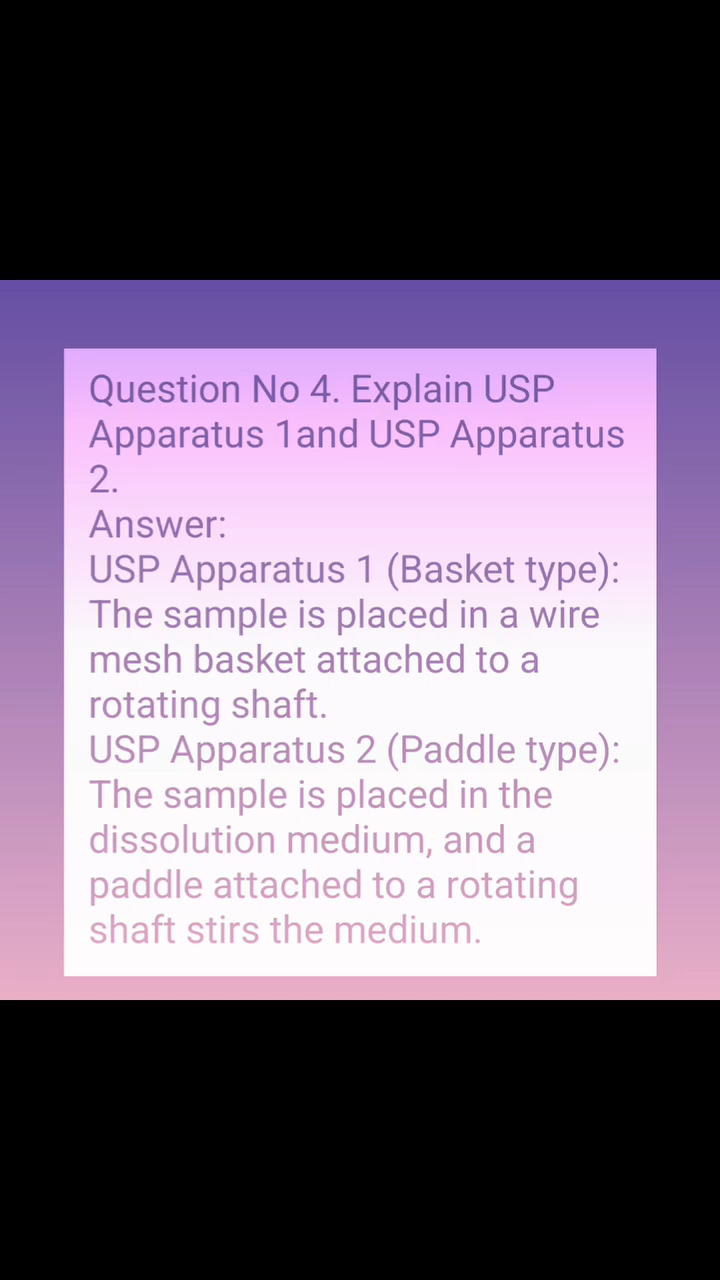 Question No 4. Explain USP
Apparatus 1and USP Apparatus
2.
Answer:
USP Apparatus 1 (Basket type):
The sample is placed in a wire
mesh basket attached to a
rotating shaft.
USP Apparatus 2 (Paddle type):
The sample is placed in the
dissolution medium, and a
paddle attached to a rotating
shaft stirs the medium.